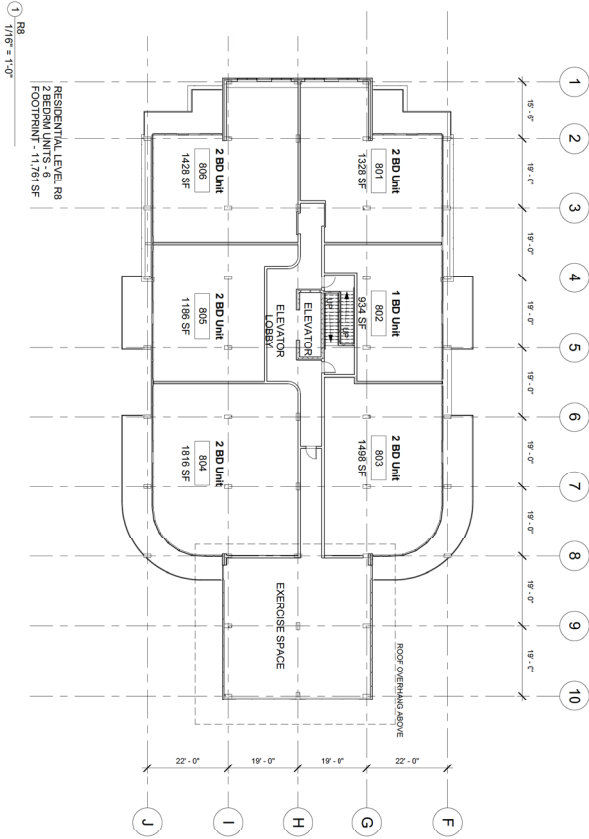 1
2
3
4
5
6
7
8
9
10
15' - 6"
19' - 0"
19' - 0"
19' - 0"
19' - 0"
19' - 0"
19' - 0"
19' - 0"
19' - 0"
F
G
H
I
J
22' - 0"
19' - 0"
19' - 0"
22' - 0"
2 BD Unit
801
1328 SF
1 BD Unit
802
934 SF
2 BD Unit
803
1498 SF
2 BD Unit
806
1428 SF
2 BD Unit
805
1186 SF
2 BD Unit
804
1816 SF
UP
UP
ELEVATOR
ELEVATOR
LOBBY
EXERCISE SPACE
ROOF OVERHANG ABOVE
RESIDENTIAL LEVEL R8
2 BEDRM UNITS - 6
FOOTPRINT - 11,761 SF
1
R8
1/16" = 1'-0"